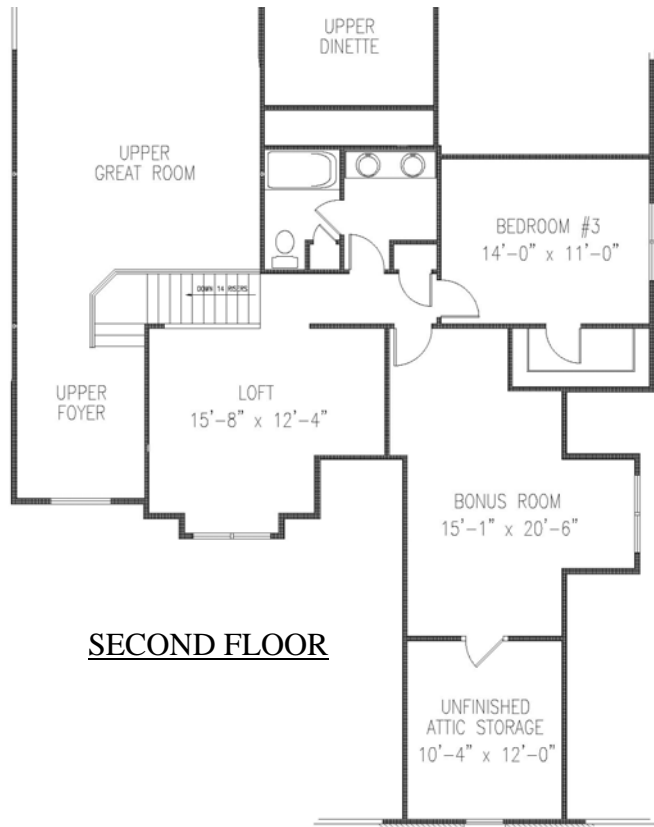 UPPER
DINETTE
UPPER
GREAT ROOM
BEDROOM #3
14'-0" x 11'-0"
DOWN 14 RISERS
UPPER
FOYER
LOFT
15'-8" x 12'-4"
BONUS ROOM
15'-1" x 20'-6"
SECOND FLOOR
UNFINISHED
ATTIC STORAGE
10'-4" x 12'-0"